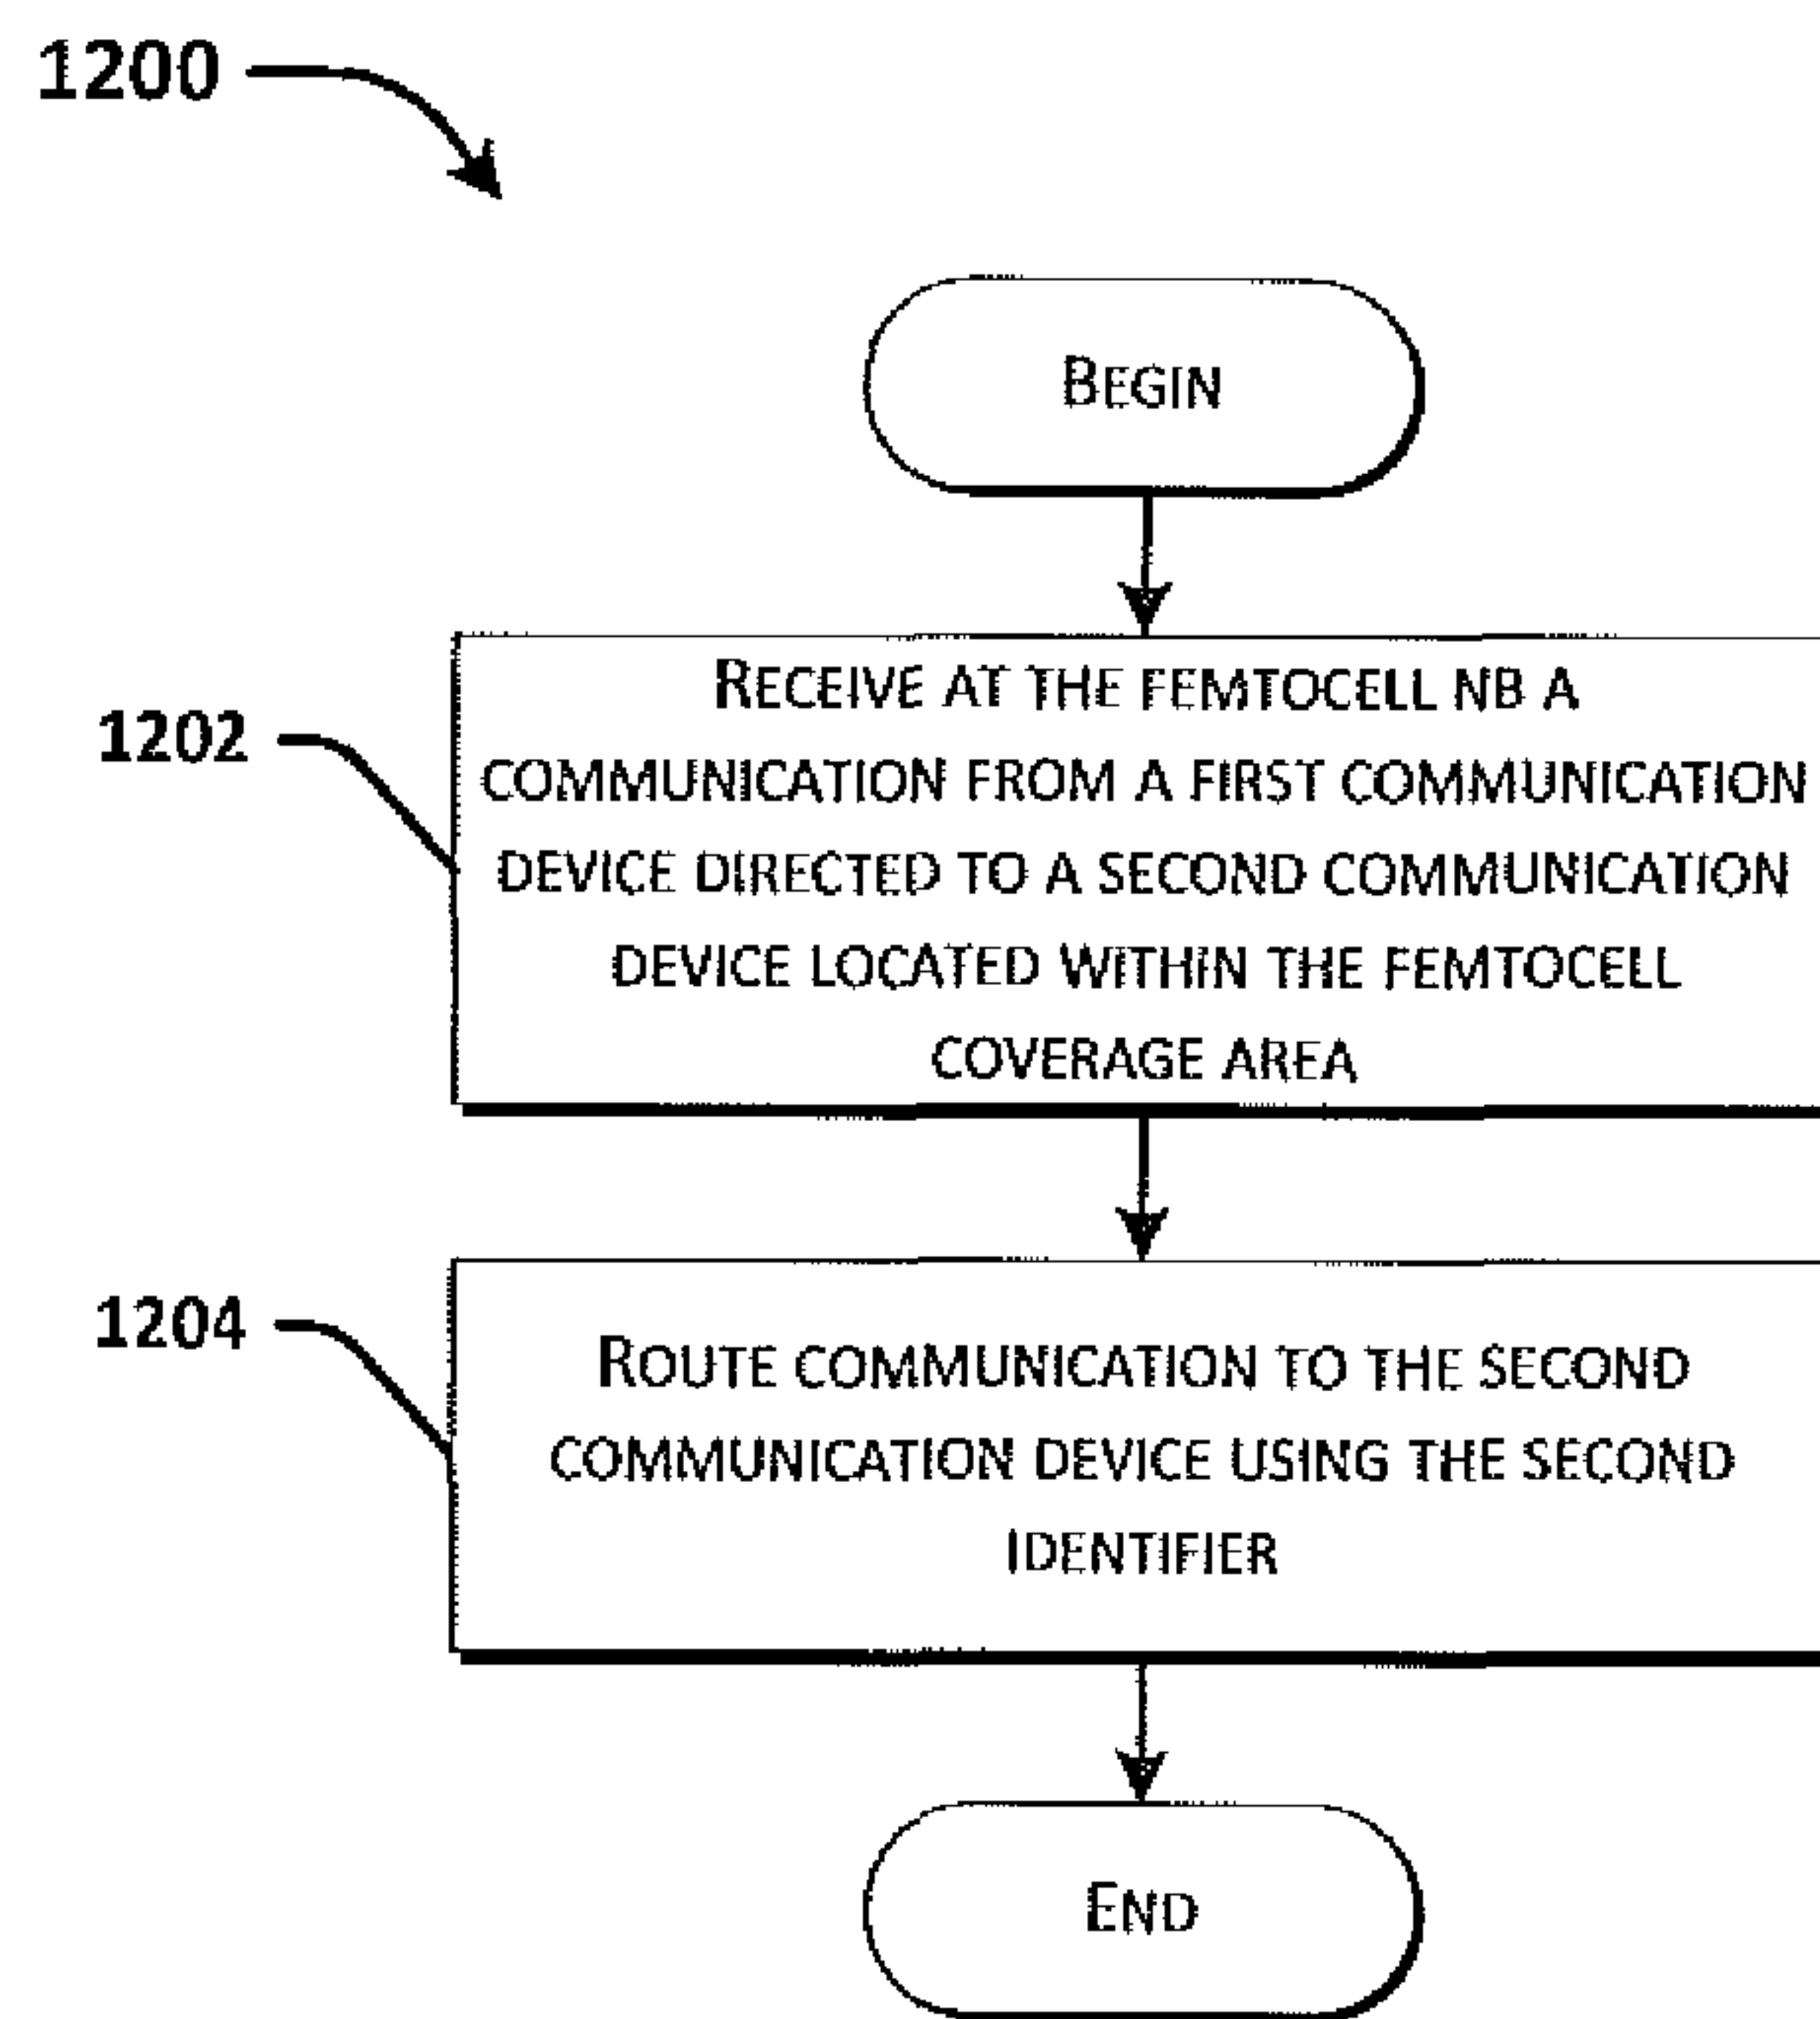 1200
BEGIN
RECEIVE AT THE FEMTOCELL NB A
1202
COMMUNICATION FROM A FIRST COMMUNICATION
DEVICE DIRECTED TO A SECOND COMMUNICATION
DEVICE LOCATED WITHIN THE FEMTOCELL
COVERAGE AREA
1204
ROUTE COMMUNICATION TO THE SECOND
COMMUNICATION DEVICE USING THE SECOND
IDENTIFIER
END